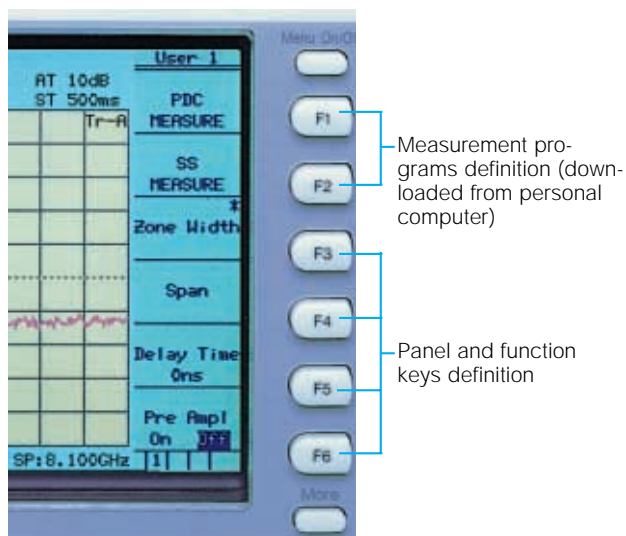 Menu On/Off
User 1
AT 10dB
ST 500ms
Tr-A
PDC
MEASURE
F1
SS
MEASURE
F2
*
Zone Width
F3
Span
F4
Delay Time
0ns
F5
Pre Ampl
On Off
F6
SP:8.100GHz
1
More
Measurement pro-
grams definition (down-
loaded from personal
computer)
Panel and function
keys definition